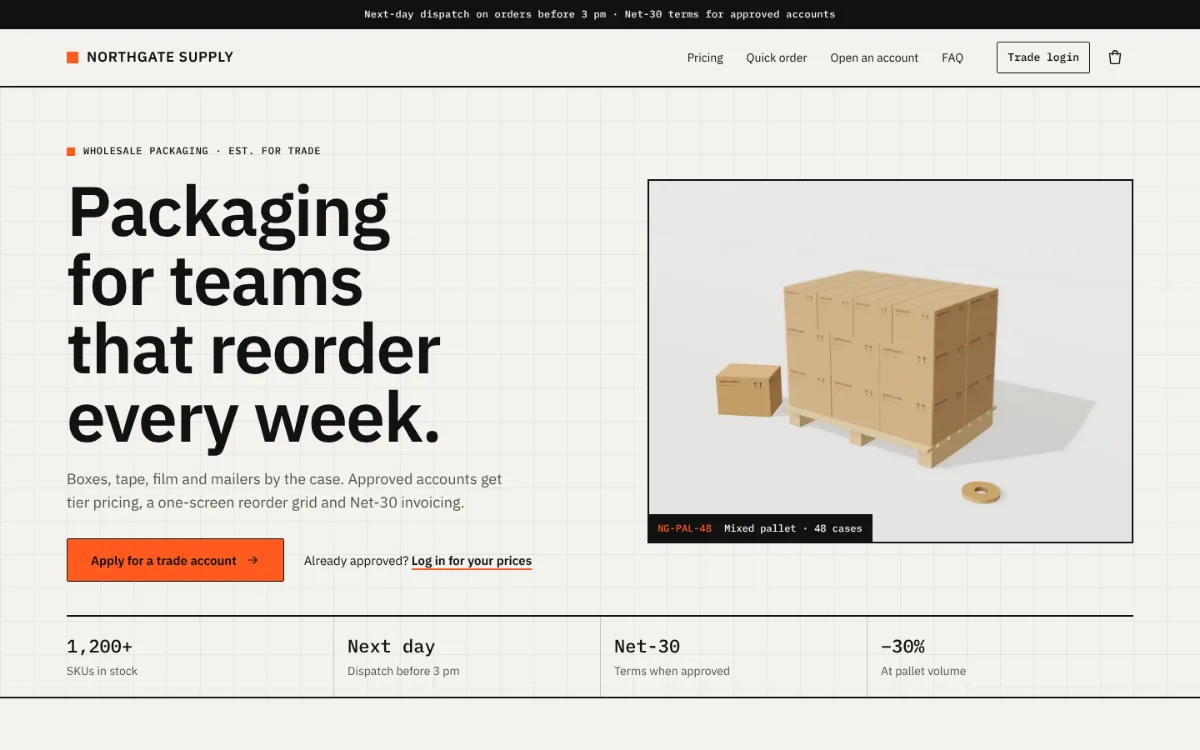 Next-day dispatch on orders before 3 pm · Net-30 terms for approved accounts
NORTHGATE SUPPLY
Pricing
Quick order
Open an account
FAQ
Trade login
WHOLESALE PACKAGING · EST. FOR TRADE
Packaging
for teams
that reorder
every week.
Boxes, tape, film and mailers by the case. Approved accounts get
tier pricing, a one-screen reorder grid and Net-30 invoicing.
Apply for a trade account →
Already approved? Log in for your prices
NG-PAL-48 Mixed pallet · 48 cases
1,200+
SKUs in stock
Next day
Dispatch before 3 pm
Net-30
Terms when approved
−30%
At pallet volume